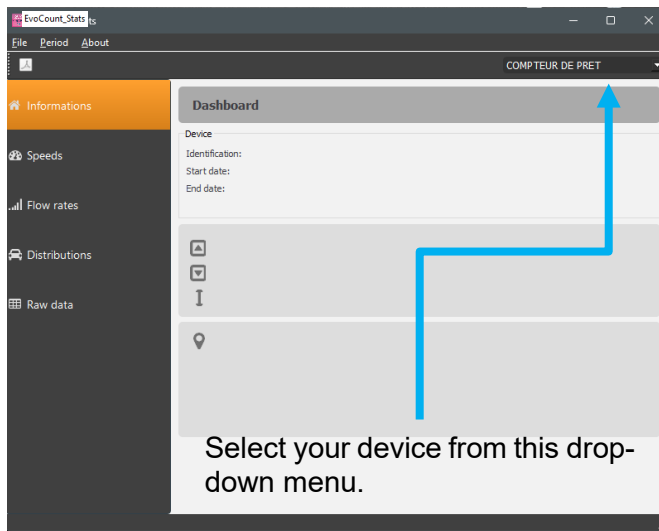 EvoCount_Stats ts
File Period About
COMPTEUR DE PRET
Informations
Speeds
Flow rates
Distributions
Raw data
Dashboard
Device
Identification:
Start date:
End date:
Select your device from this drop-
down menu.